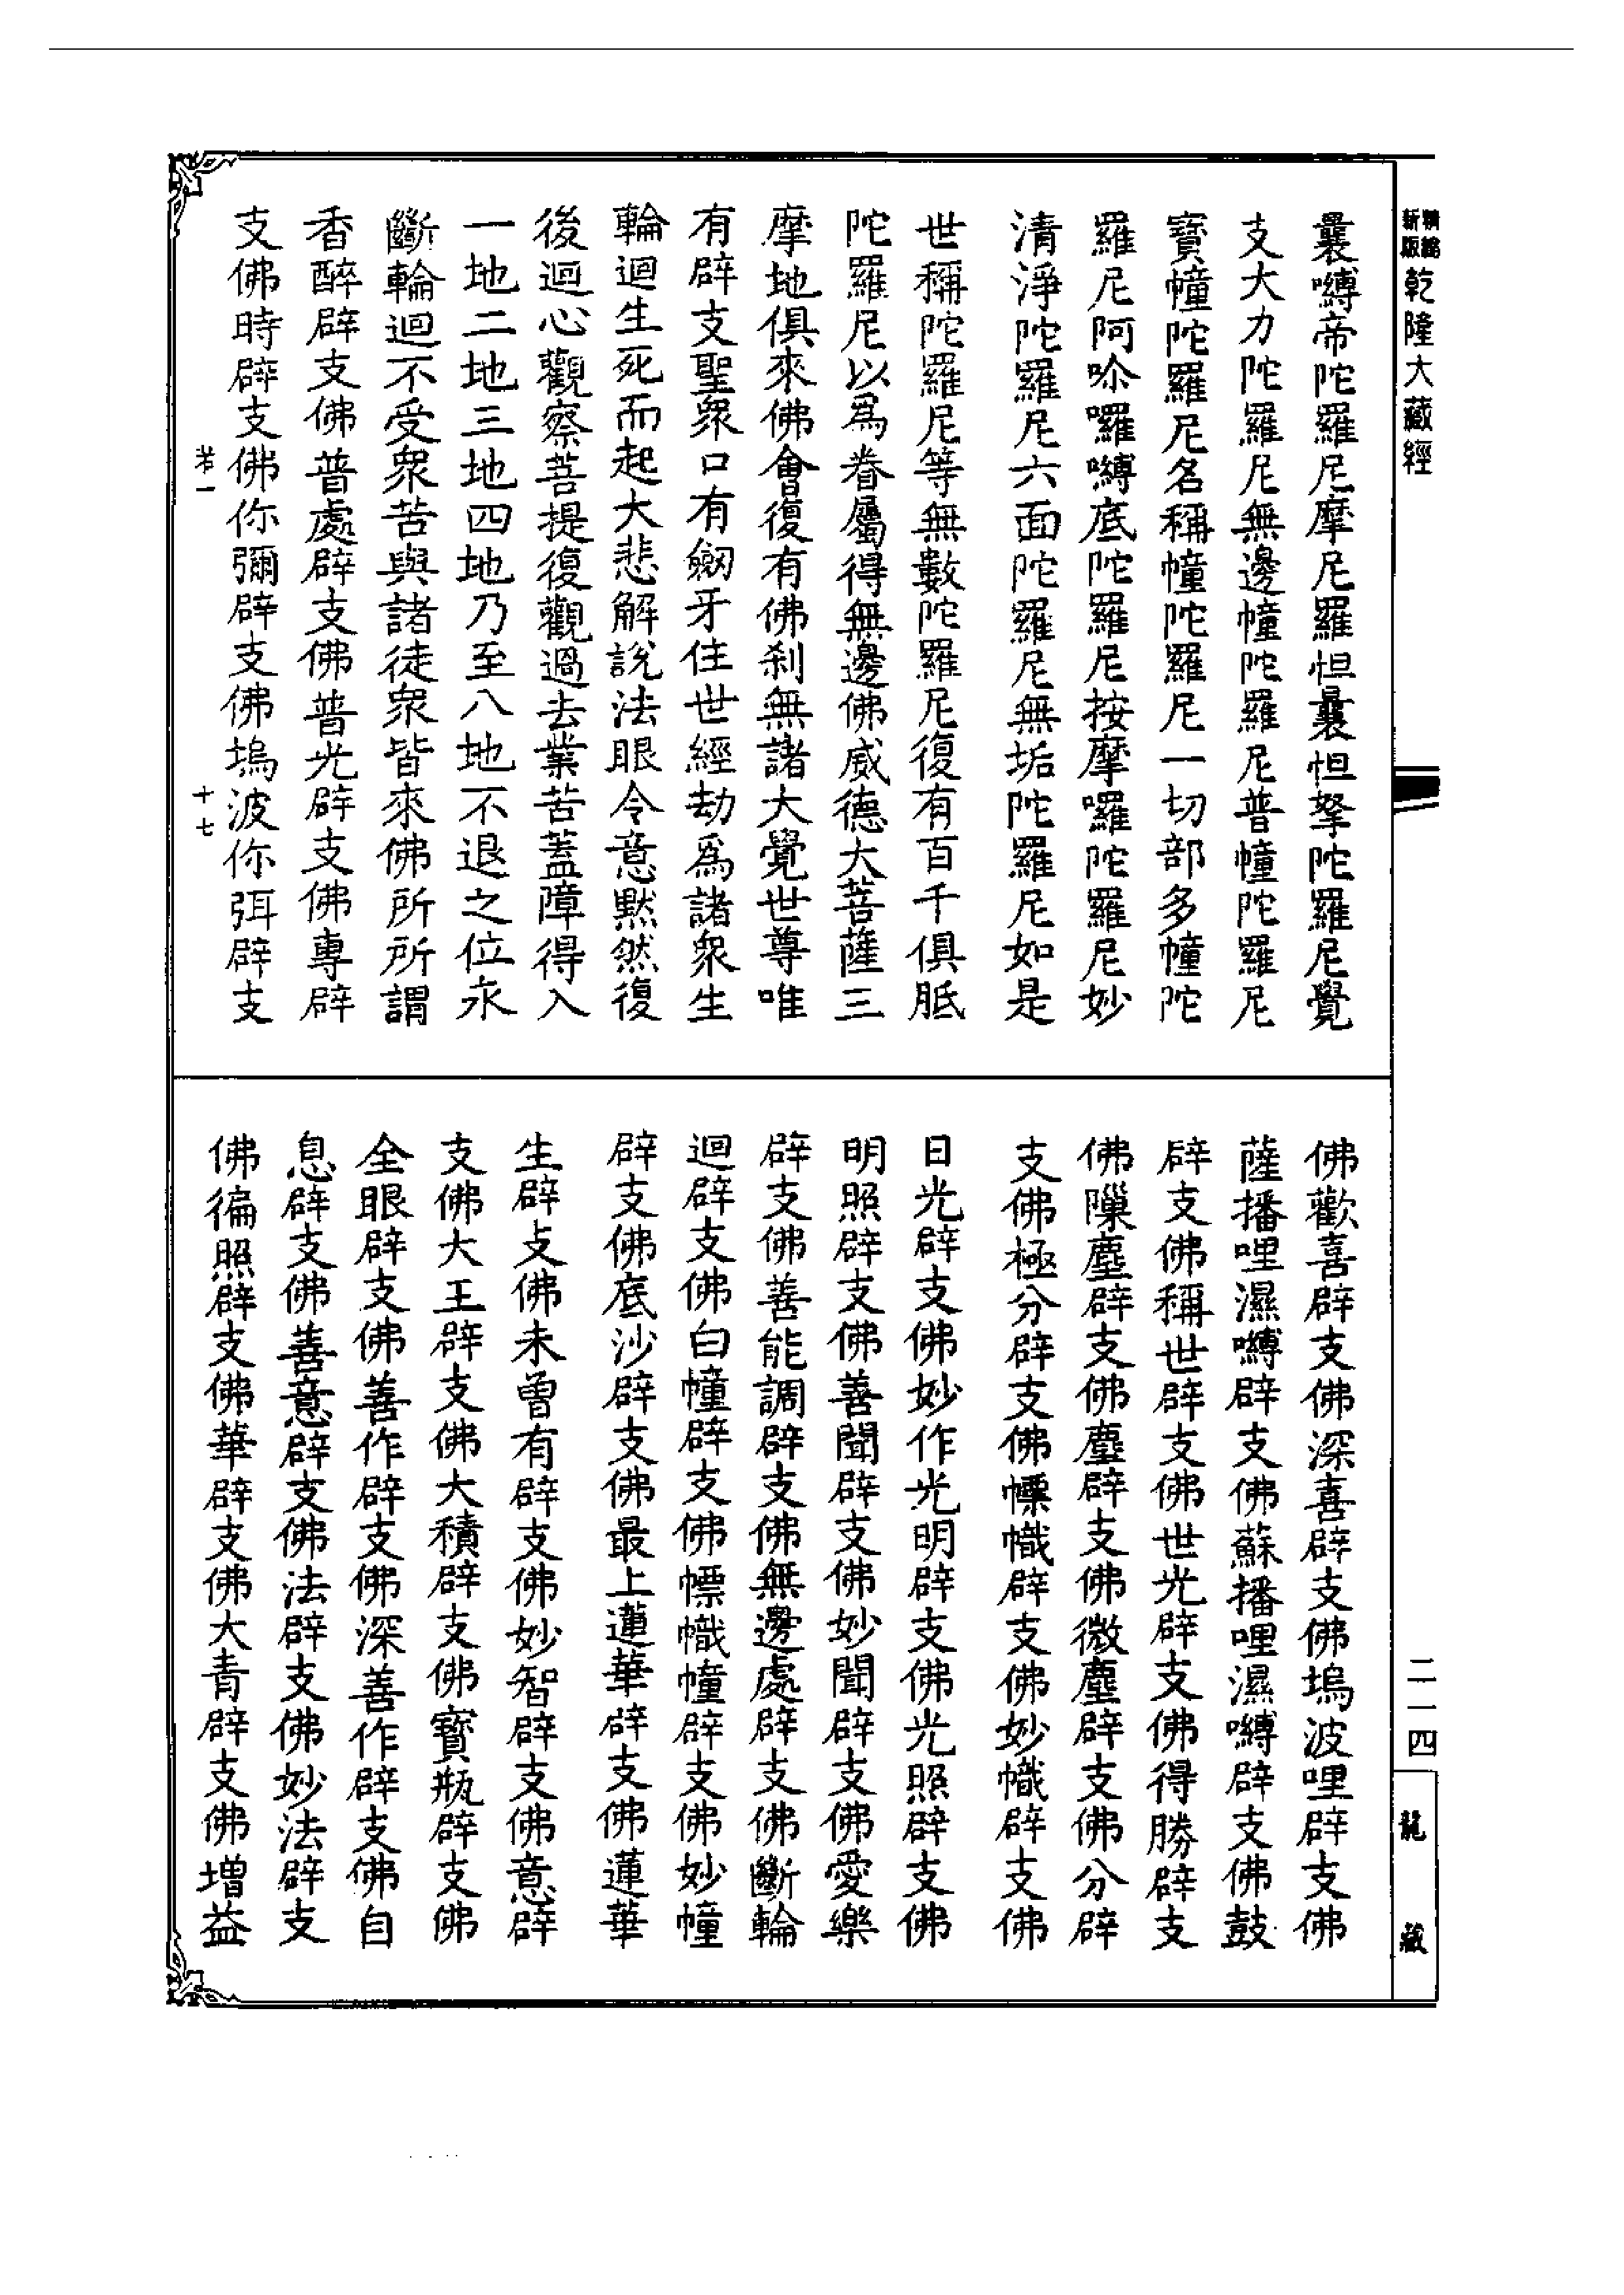 精縮新版乾隆大藏經
曩嚩帝陀羅尼摩尼羅怛曩怛拏陀羅尼覺
支大力陀羅尼無邊幢陀羅尼普幢陀羅尼
寶幢陀羅尼名稱幢陀羅尼一切部多幢陀
羅尼阿唋囉嚩底陀羅尼按摩囉陀羅尼妙
清淨陀羅尼六面陀羅尼無垢陀羅尼如是
世稱陀羅尼等無數陀羅尼復有百千俱胝
陀羅尼以爲眷屬得無邊佛威德大菩薩三
摩地俱來佛會復有佛剎無諸大覺世尊唯
有辟支聖衆口有劒牙住世經劫爲諸衆生
輪迴生死而起大悲解說法眼令意黙然復
後迴心觀察菩提復觀過去業苦蓋障得入
一地二地三地四地乃至八地不退之位永
斷輪迴不受衆苦與諸徒衆皆來佛所所謂
香醉辟支佛普處辟支佛普光辟支佛專辟
支佛時辟支佛你彌辟支佛塢波你弭辟支
若一
十七
佛歡喜辟支佛深喜辟支佛塢波哩辟支佛
薩播哩濕嚩辟支佛蘇播哩濕嚩辟支佛鼓
辟支佛稱世辟支佛世光辟支佛得勝辟支
佛隟塵辟支佛塵辟支佛微塵辟支佛分辟
支佛極分辟支佛幖幟辟支佛妙幟辟支佛
日光辟支佛妙作光明辟支佛光照辟支佛
明照辟支佛善聞辟支佛妙聞辟支佛愛樂
辟支佛善能調辟支佛無邊處辟支佛斷輪
迴辟支佛白幢辟支佛幖幟幢辟支佛妙幢
辟支佛底沙辟支佛最上蓮華辟支佛蓮華
生辟支佛未曾有辟支佛妙智辟支佛意辟
支佛大王辟支佛大積辟支佛寶瓶辟支佛
全眼辟支佛善作辟支佛深善作辟支佛自
息辟支佛善意辟支佛法辟支佛妙法辟支
佛徧照辟支佛華辟支佛大青辟支佛增益
二一四
龍藏